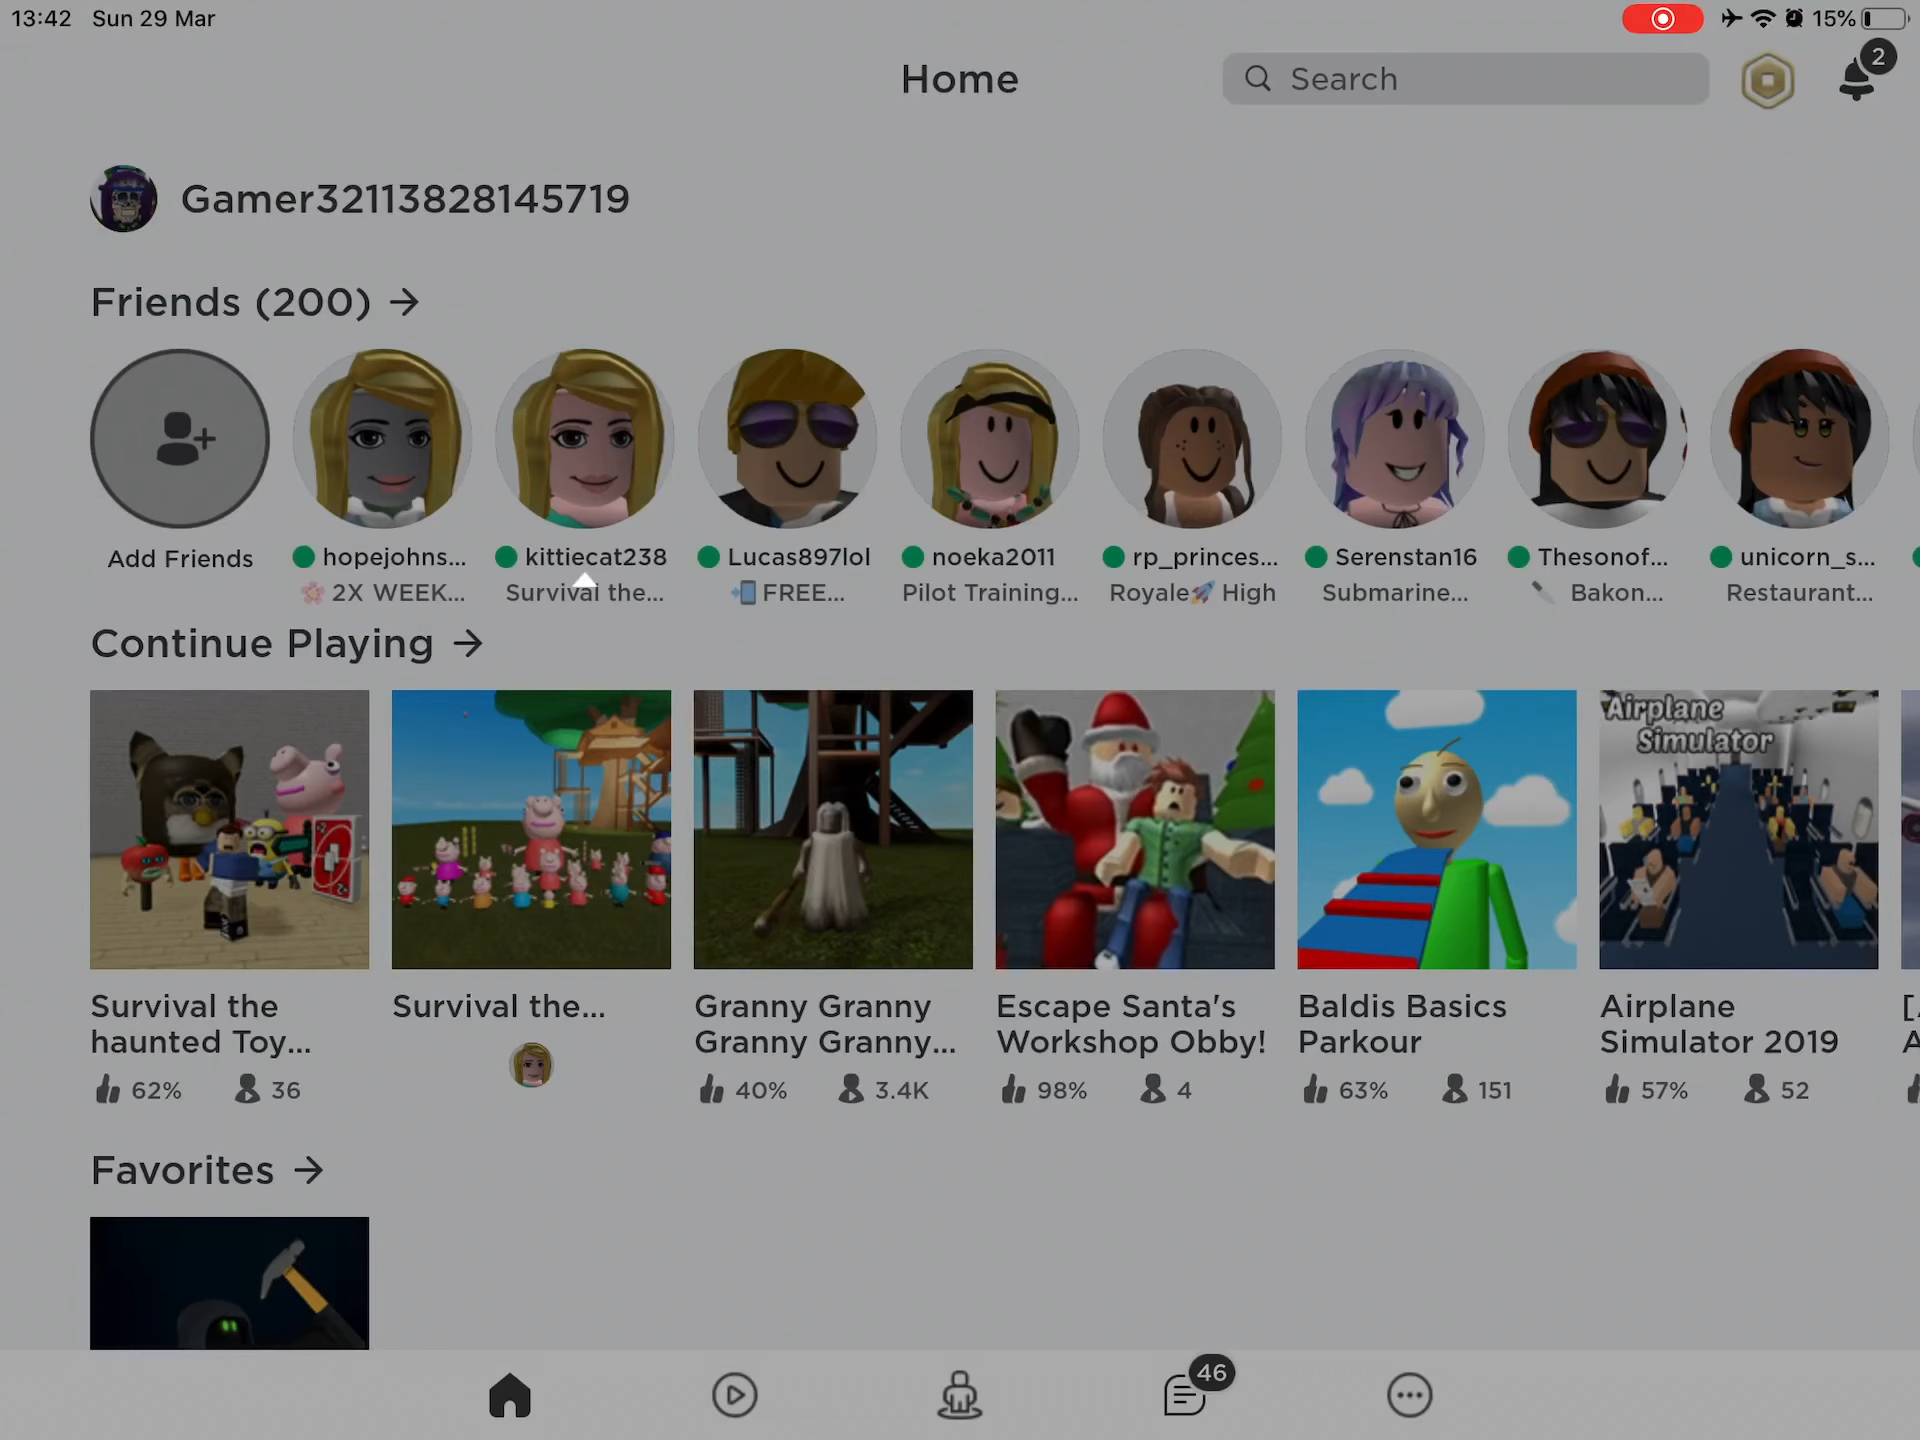 13:42 Sun 29 Mar
15%
Home
Search
2
Gamer32113828145719
Friends (200) →
Add Friends
hopejohns...
🌸 2X WEEK...
kittiecat238
Survival the...
Lucas897lol
📲 FREE...
noeka2011
Pilot Training...
rp_princes...
Royale🚀 High
Serenstan16
Submarine...
Thesonof...
🔪 Bakon...
unicorn_s...
Restaurant...
Continue Playing →
Airplane
Simulator
Survival the
haunted Toy...
62% 36
Survival the...
Granny Granny
Granny Granny...
40% 3.4K
Escape Santa's
Workshop Obby!
98% 4
Baldis Basics
Parkour
63% 151
Airplane
Simulator 2019
57% 52
Favorites →
46